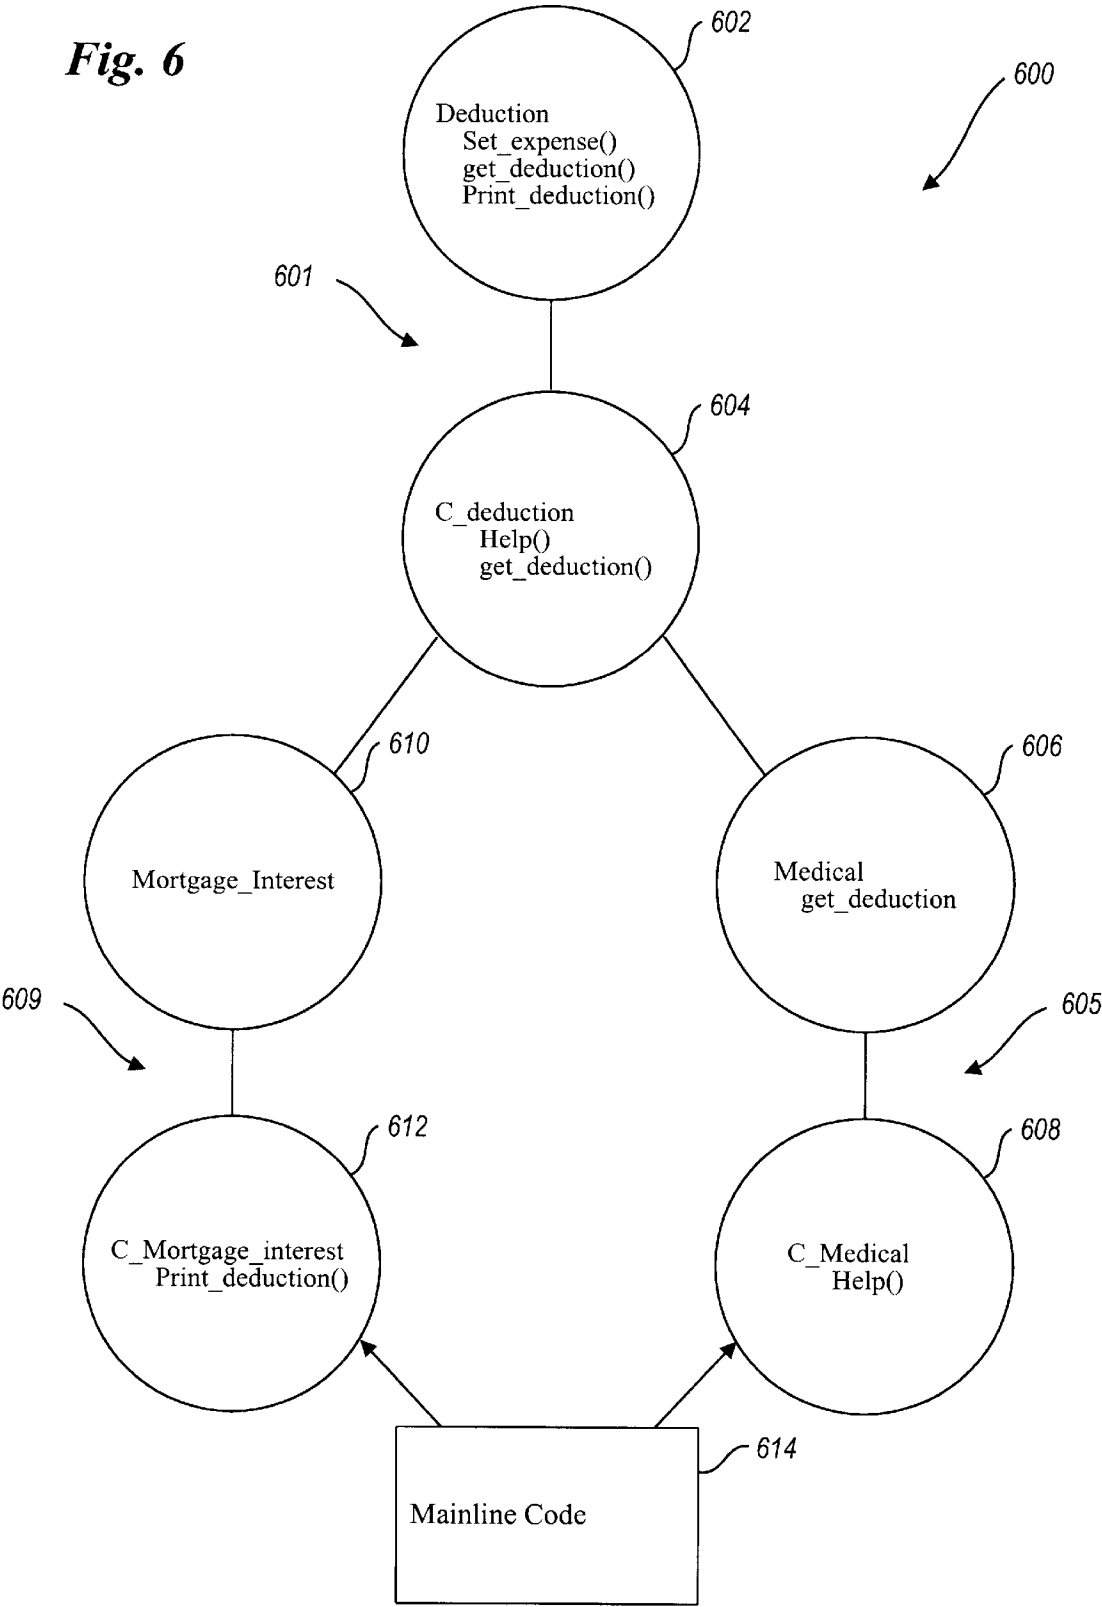 Fig. 6
602
600
Deduction
Set_expense()
get_deduction()
Print_deduction()
601
604
C_deduction
Help()
get_deduction()
610
606
Mortgage_Interest
Medical
get_deduction
609
605
612
608
C_Mortgage_interest
Print_deduction()
C_Medical
Help()
614
Mainline Code